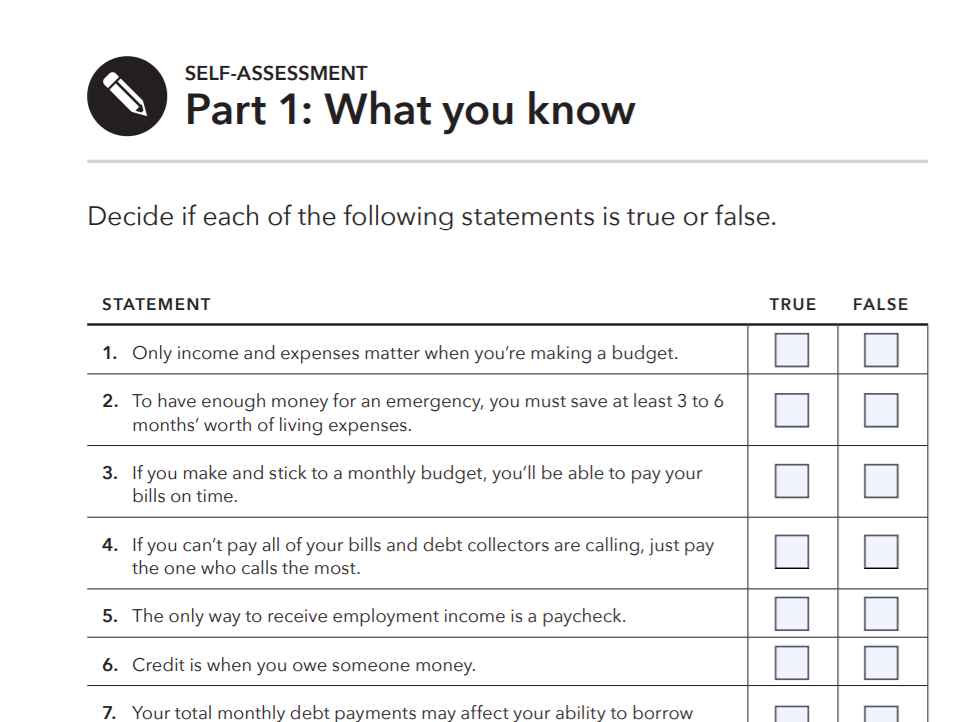 SELF-ASSESSMENT
Part 1: What you know
Decide if each of the following statements is true or false.
STATEMENT TRUE FALSE
1. Only income and expenses matter when you’re making a budget.
2. To have enough money for an emergency, you must save at least 3 to 6
months’ worth of living expenses.
3. If you make and stick to a monthly budget, you’ll be able to pay your
bills on time.
4. If you can’t pay all of your bills and debt collectors are calling, just pay
the one who calls the most.
5. The only way to receive employment income is a paycheck.
6. Credit is when you owe someone money.
7. Your total monthly debt payments may affect your ability to borrow